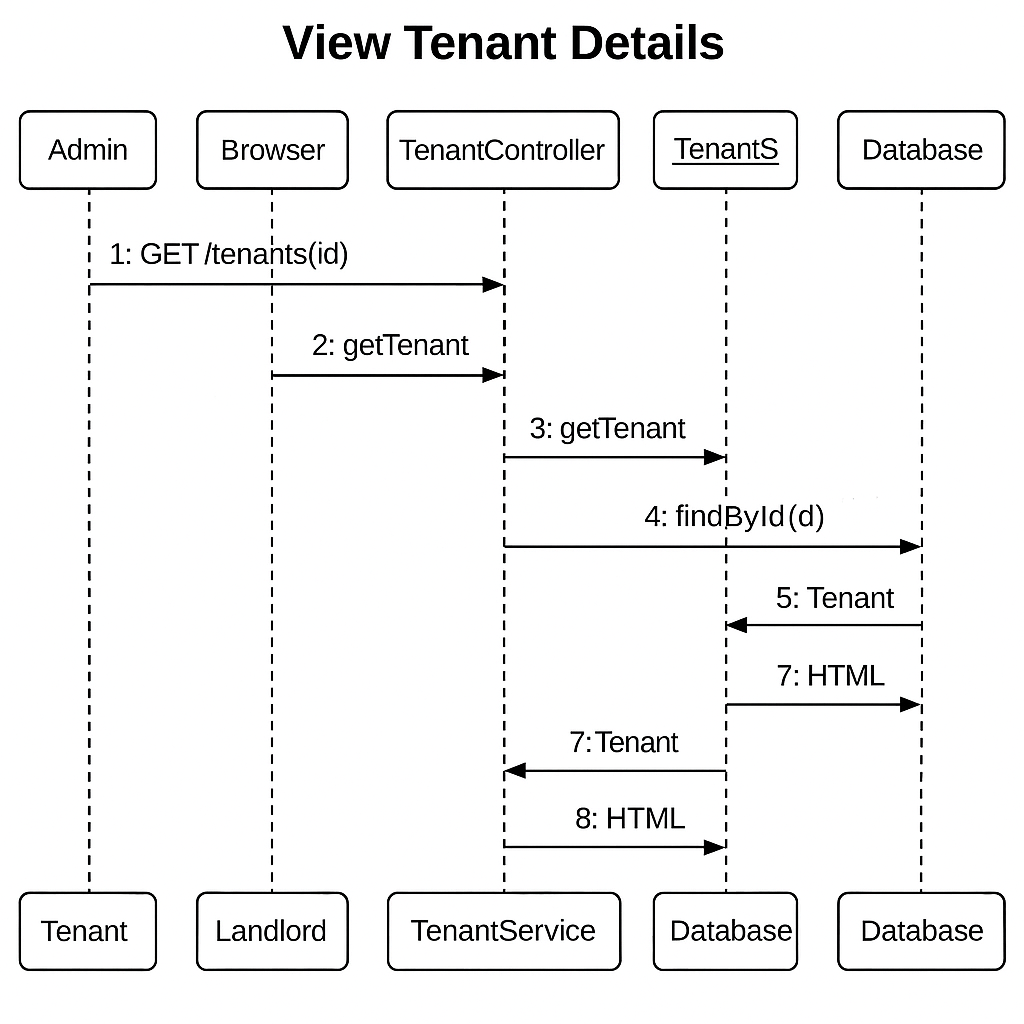 View Tenant Details
Admin
Browser
TenantController
TenantS
Database
1: GET /tenants(id)
2: getTenant
3: getTenant
4: findById(d)
5: Tenant
7: HTML
7: Tenant
8: HTML
Tenant
Landlord
TenantService
Database
Database